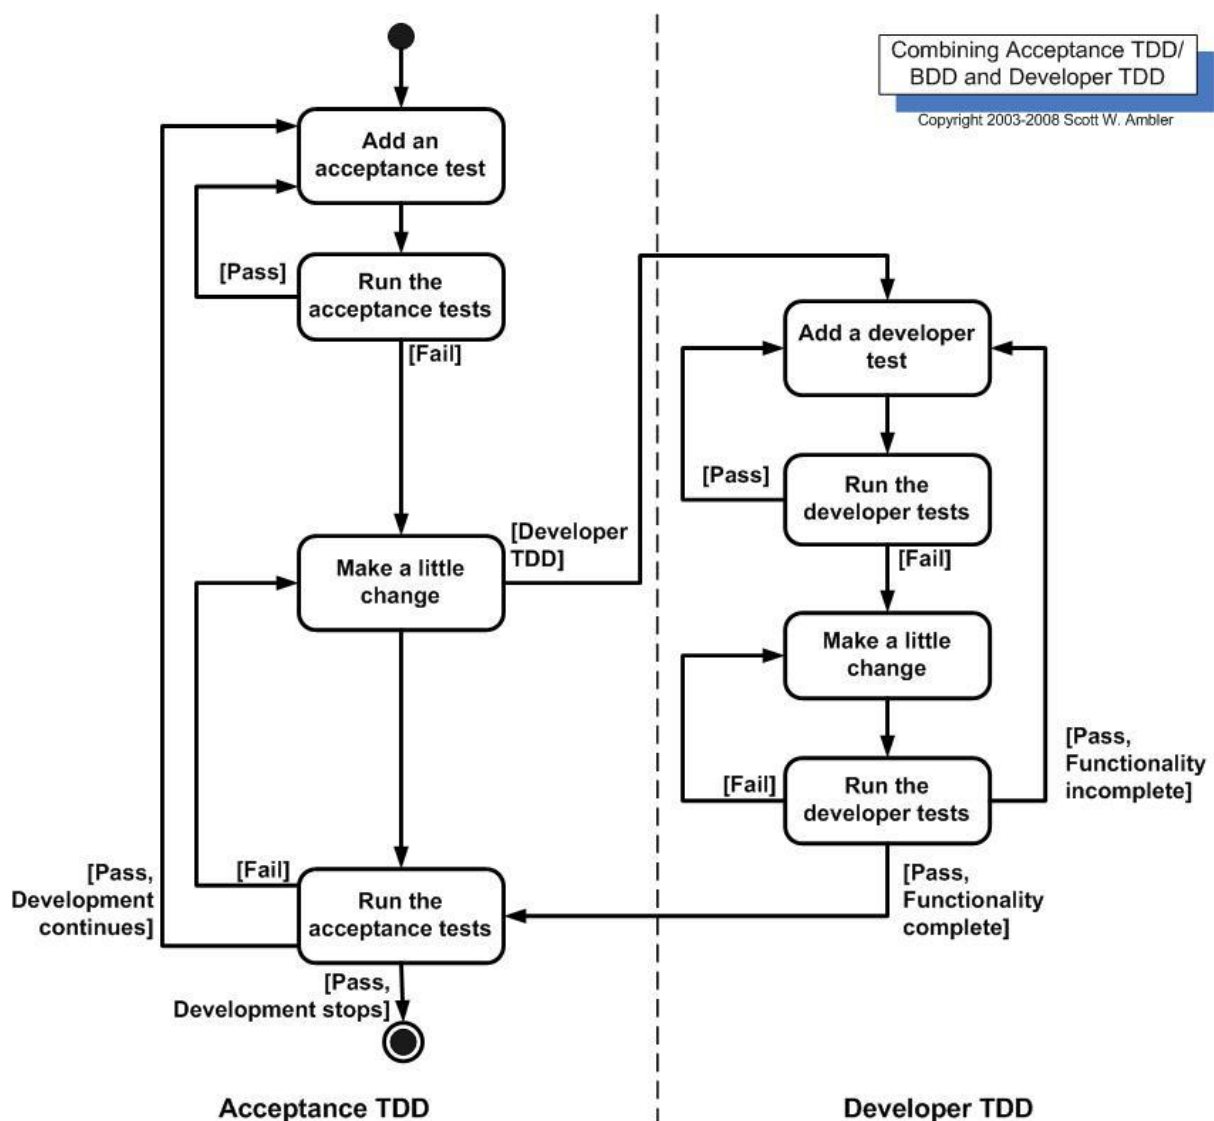 Combining Acceptance TDD/
BDD and Developer TDD
Copyright 2003-2008 Scott W. Ambler
Add an
acceptance test
[Pass]
Run the
acceptance tests
[Fail]
Make a little
change
[Developer
TDD]
[Fail]
[Pass,
Development
continues]
Run the
acceptance tests
[Pass,
Development stops]
Acceptance TDD
Add a developer
test
[Pass]
Run the
developer tests
[Fail]
Make a little
change
[Fail]
Run the
developer tests
[Pass,
Functionality
incomplete]
[Pass,
Functionality
complete]
Developer TDD